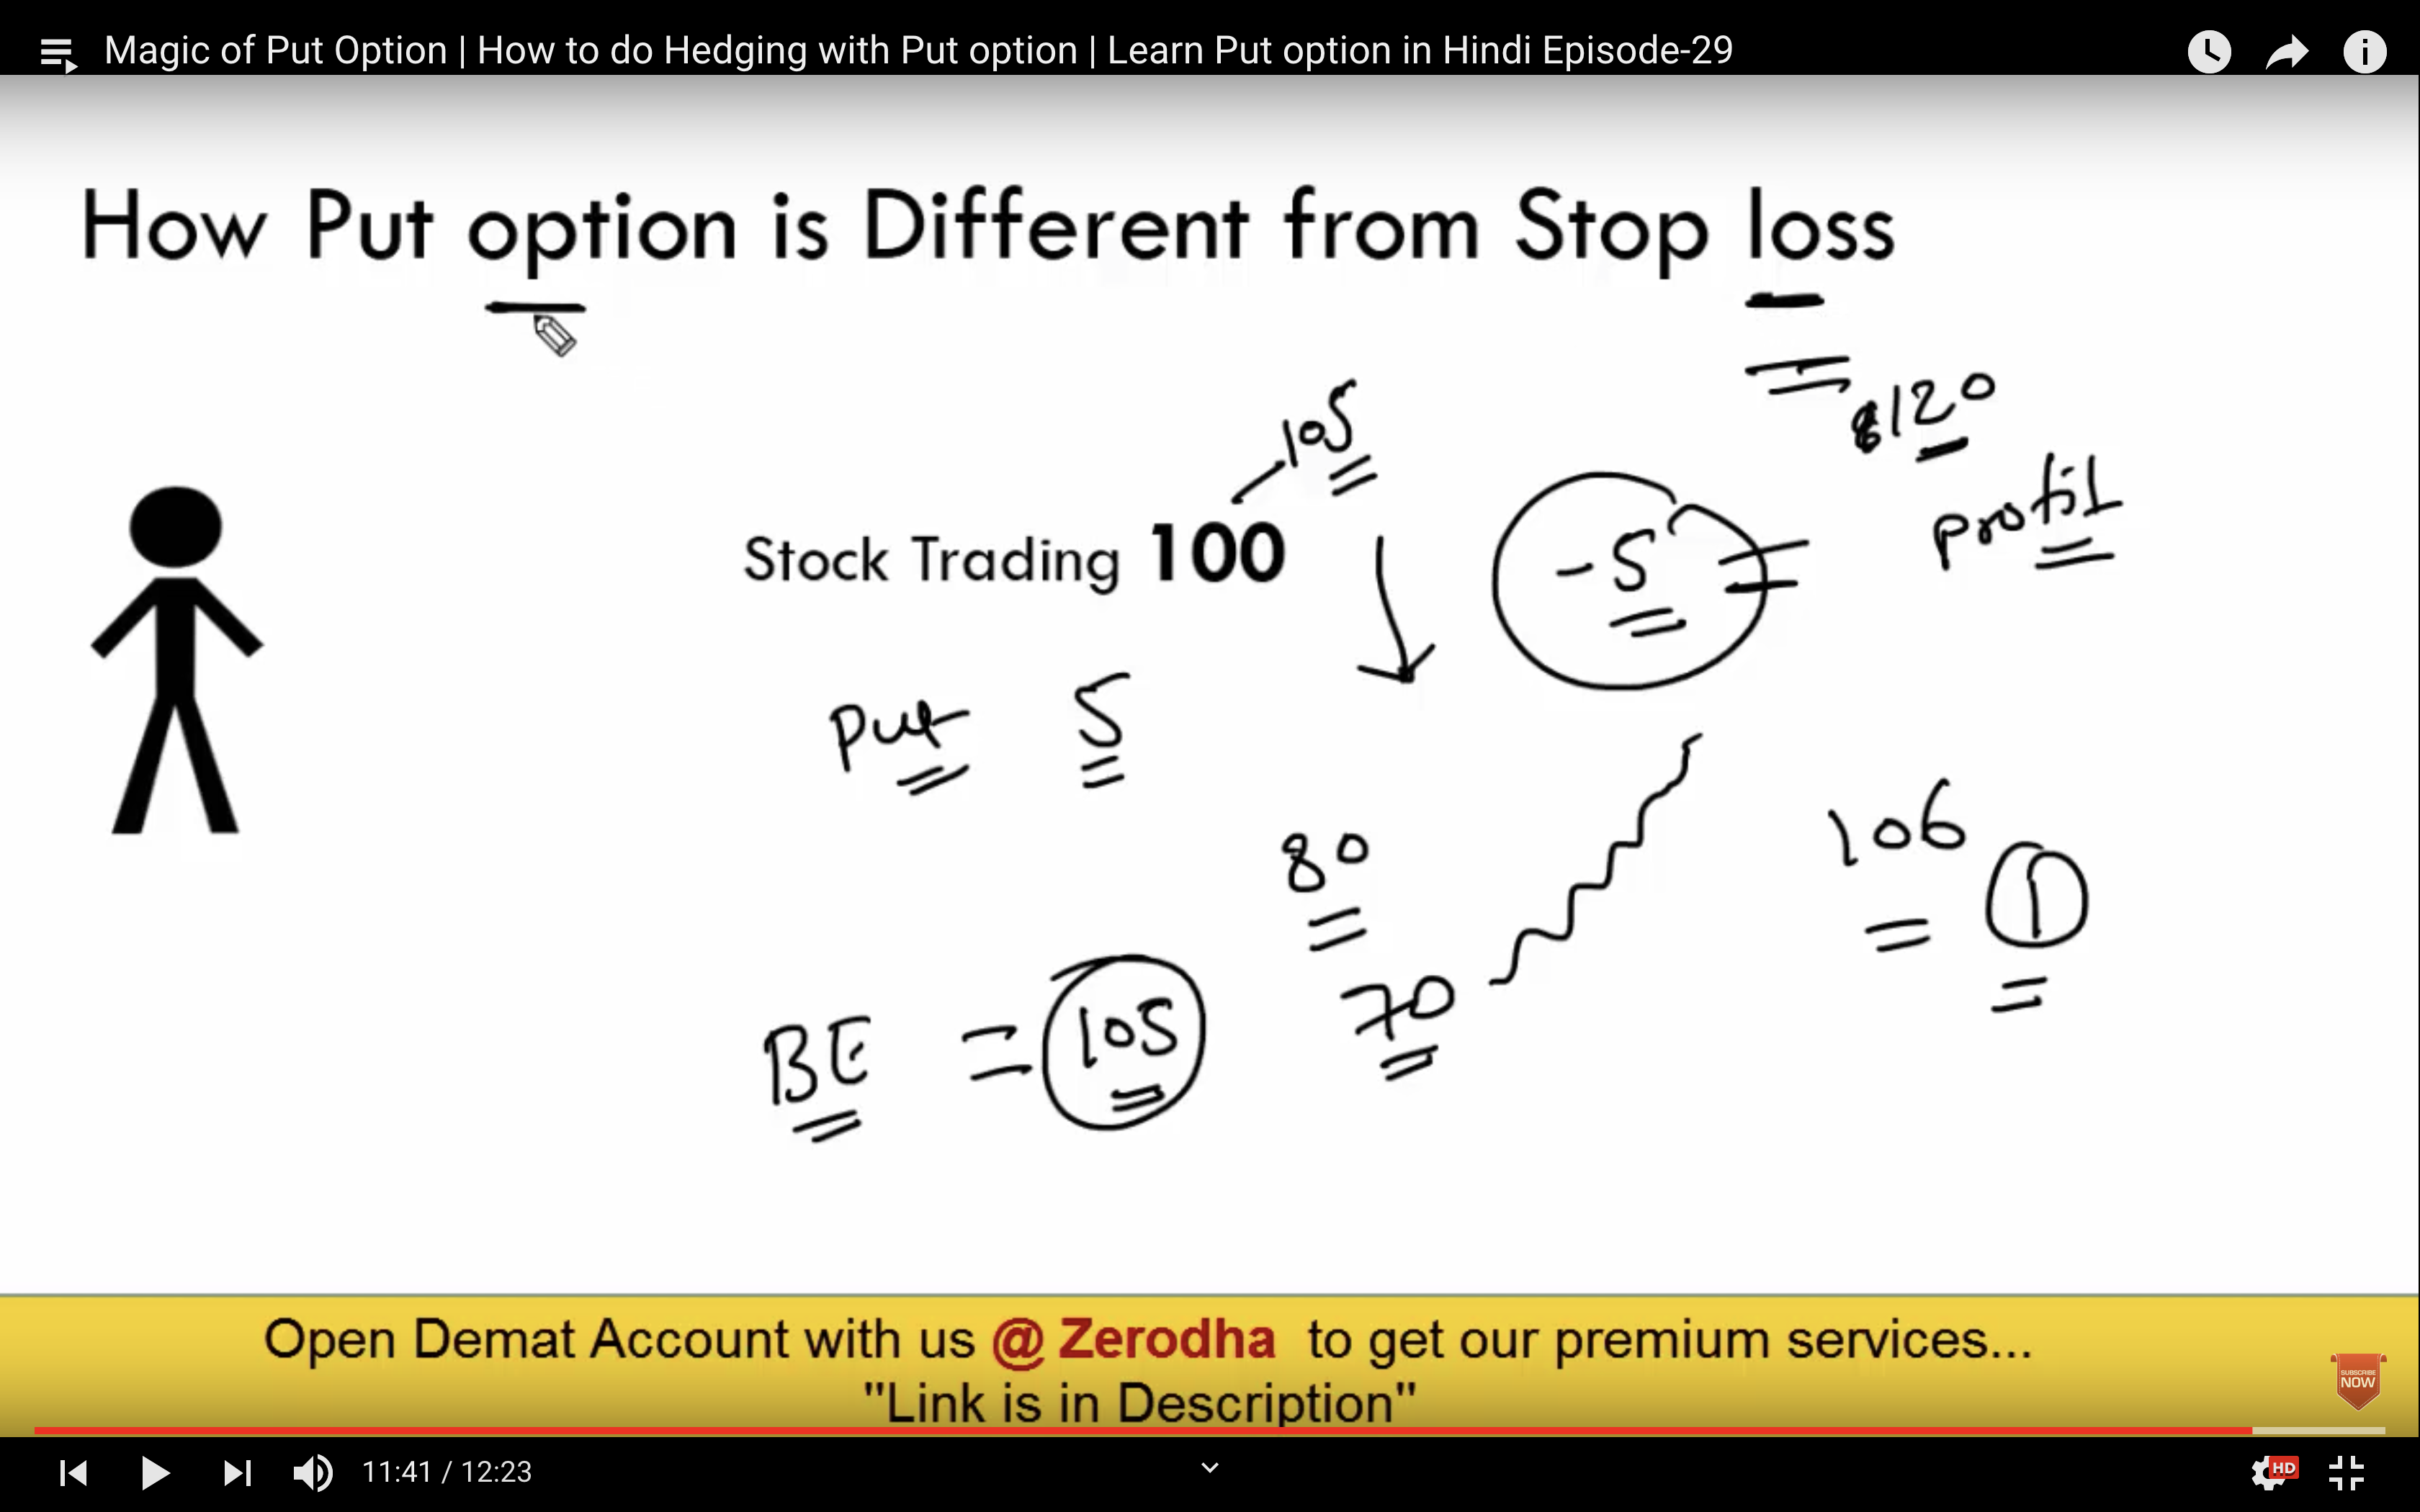 Magic of Put Option | How to do Hedging with Put option | Learn Put option in Hindi Episode-29
How Put option is Different from Stop loss
120
105
Stock Trading 100
-5
profit
Put 5
80
106
1
70
BE = 105
Open Demat Account with us @ Zerodha to get our premium services...
"Link is in Description"
SUBSCRIBE
NOW
11:41 / 12:23
HD